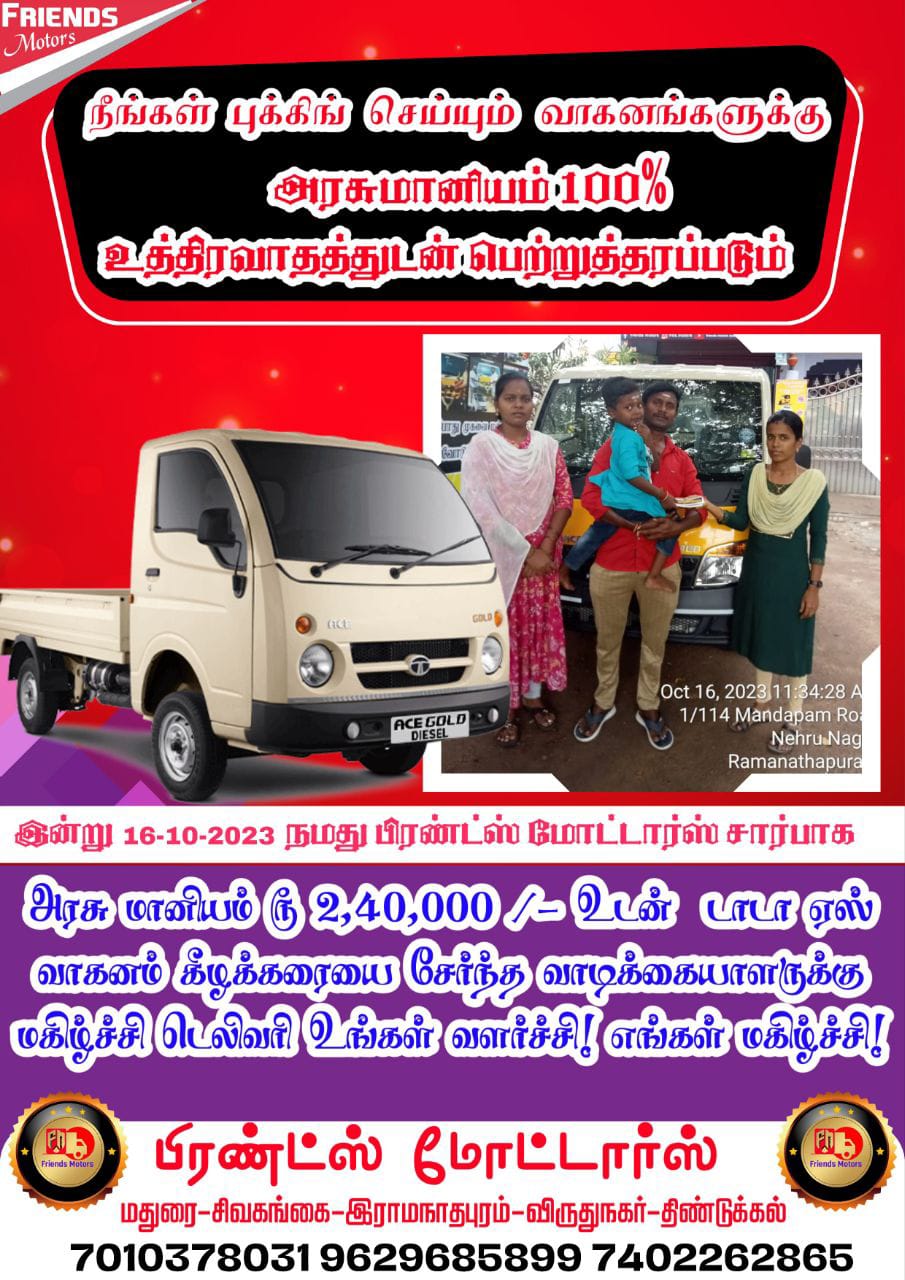 FRIENDS
Motors
நீங்கள் புக்கிங் செய்யும் வாகனங்களுக்கு
அரசுமானியம் 100%
உத்திரவாதத்துடன் பெற்றுத்தரப்படும்
ACE GOLD
ACE GOLD
DIESEL
Oct 16, 2023 11:34:28 A
1/114 Mandapam Roa
Nehru Nag
Ramanathapura
இன்று 16-10-2023 நமது பிரண்ட்ஸ் மோட்டார்ஸ் சார்பாக
அரசு மானியம் ரூ 2,40,000 /- உடன் டாடா ஏஸ்
வாகனம் கீழக்கரையை சேர்ந்த வாடிக்கையாளருக்கு
மகிழ்ச்சி டெலிவரி உங்கள் வளர்ச்சி! எங்கள் மகிழ்ச்சி!
Friends Motors
பிரண்ட்ஸ் மோட்டார்ஸ்
Friends Motors
மதுரை-சிவகங்கை-இராமநாதபுரம்-விருதுநகர்-திண்டுக்கல்
7010378031 9629685899 7402262865